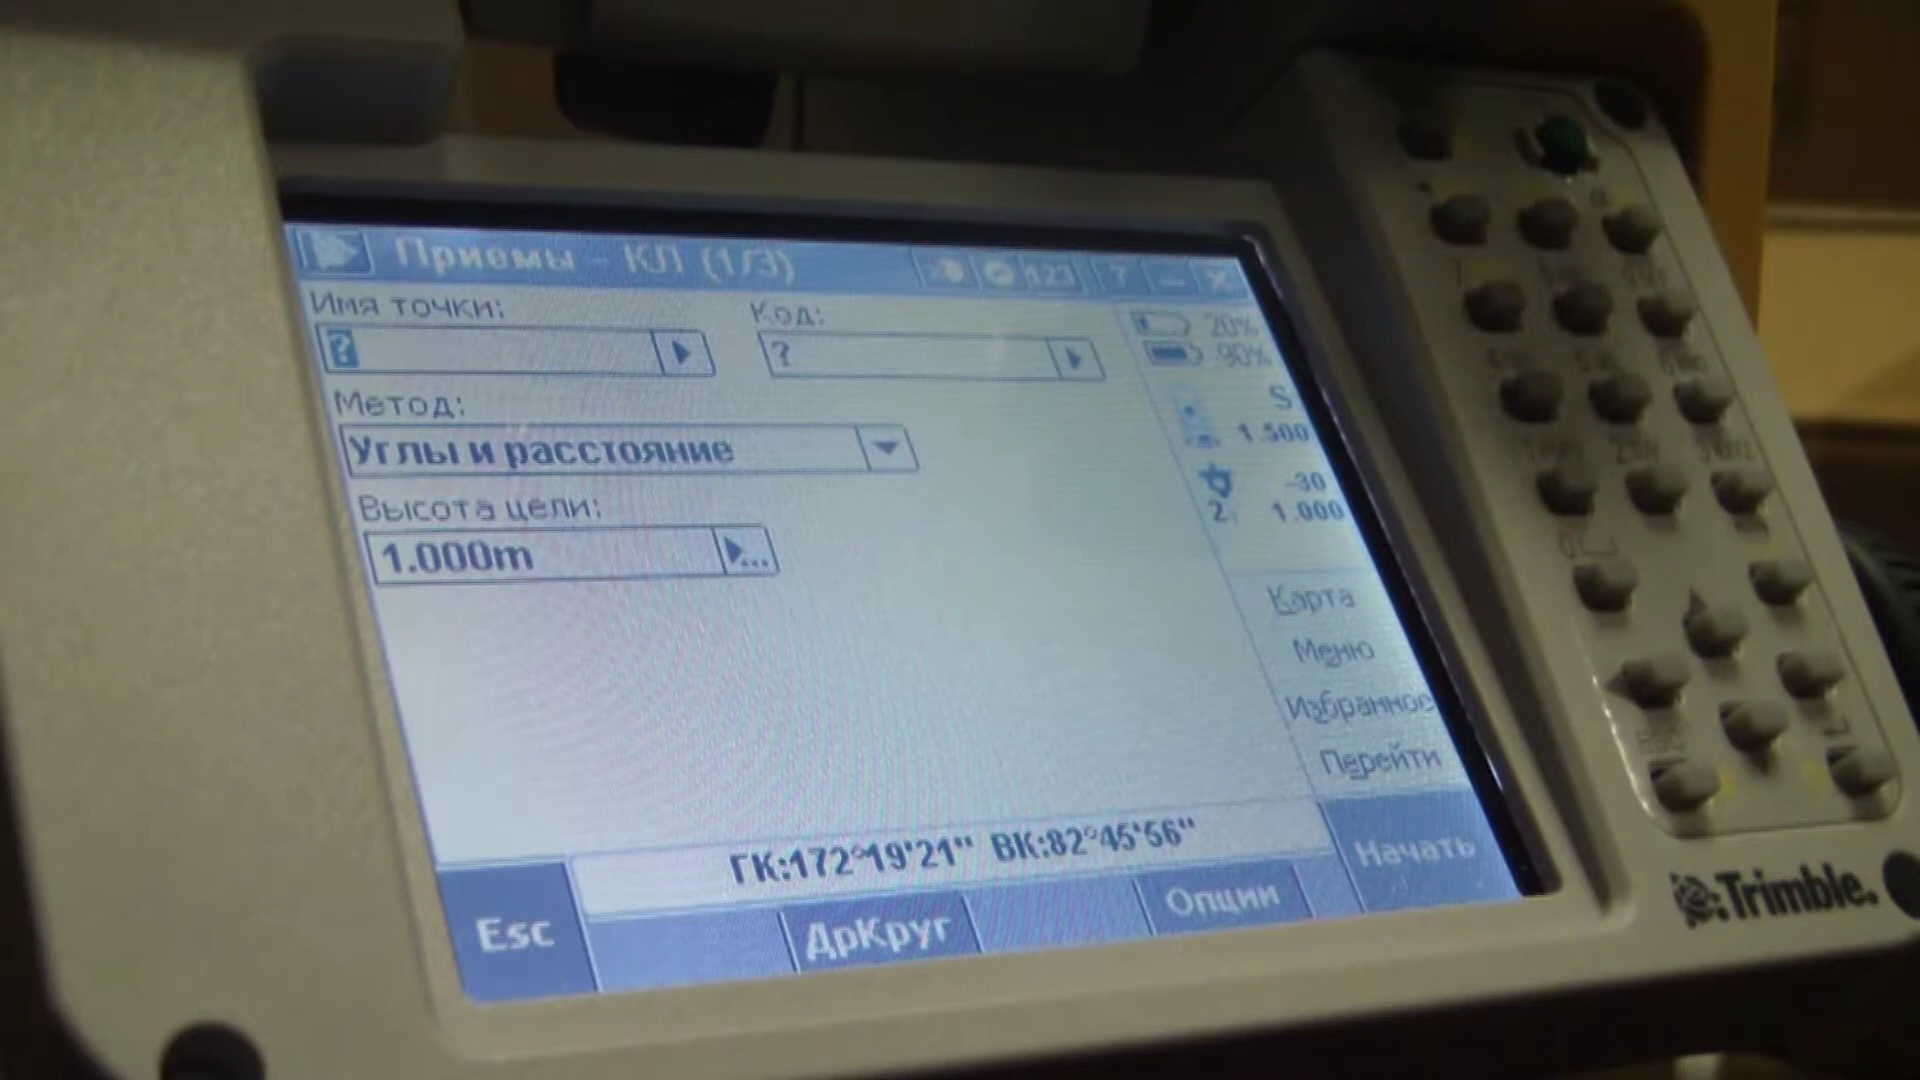 Приемы - КЛ (1/3)
123 ? _ X
Имя точки:
Код:
?
?
20%
90%
Метод:
Углы и расстояние
S
1.500
Высота цели:
1.000m
-30
2
1.000
Карта
Меню
Избранное
Перейти
ГК:172°19'21" ВК:82°45'56"
Начать
Esc
ДрКруг
Опции
Trimble.